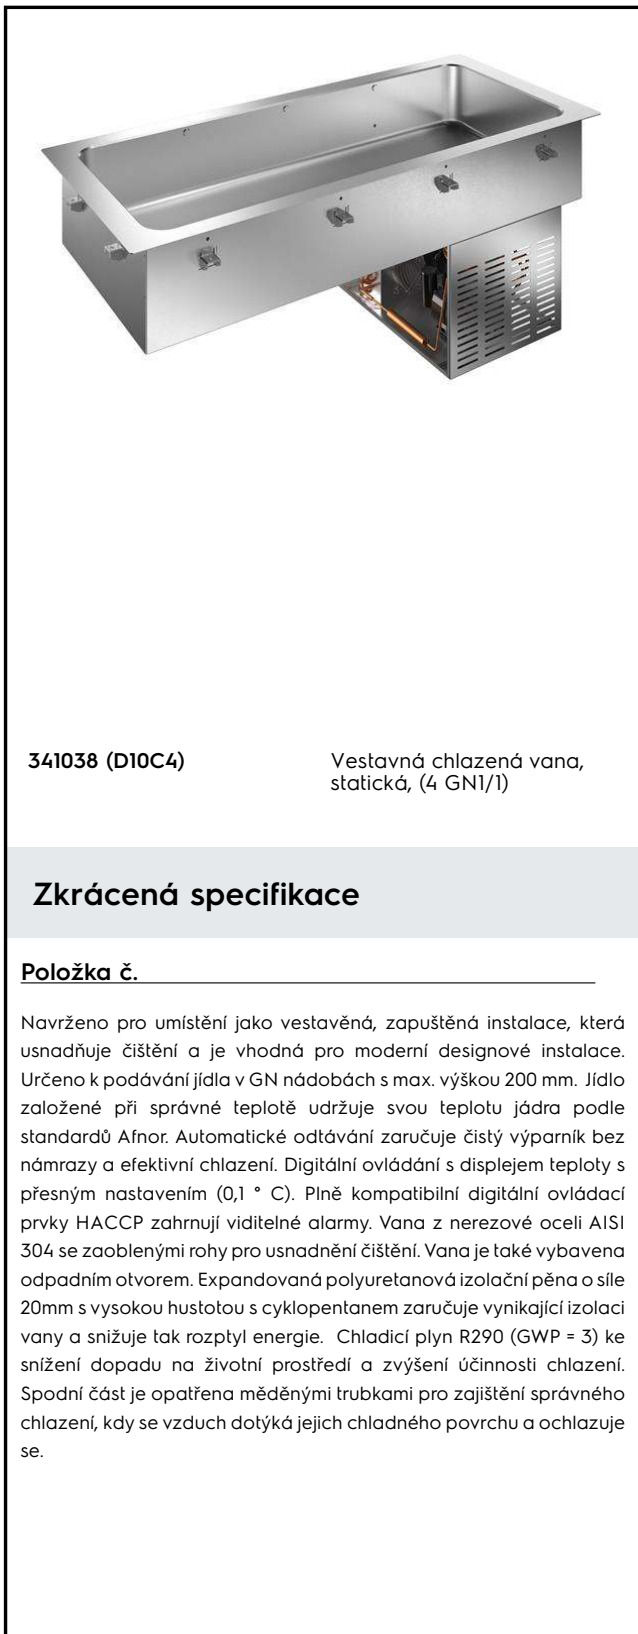 341038 (D10C4)
Vestavná chlazená vana,
statická, (4 GN1/1)
Zkrácená specifikace
Položka č.
Navrženo pro umístění jako vestavěná, zapuštěná instalace, která
usnadňuje čištění a je vhodná pro moderní designové instalace.
Určeno k podávání jídla v GN nádobách s max. výškou 200 mm. Jídlo
založené při správné teplotě udržuje svou teplotu jádra podle
standardů Afnor. Automatické odtávání zaručuje čistý výparník bez
námrazy a efektivní chlazení. Digitální ovládání s displejem teploty s
přesným nastavením (0,1 ° C). Plně kompatibilní digitální ovládací
prvky HACCP zahrnují viditelné alarmy. Vana z nerezové oceli AISI
304 se zaoblenými rohy pro usnadnění čištění. Vana je také vybavena
odpadním otvorem. Expandovaná polyuretanová izolační pěna o síle
20mm s vysokou hustotou s cyklopentanem zaručuje vynikající izolaci
vany a snižuje tak rozptyl energie. Chladicí plyn R290 (GWP = 3) ke
snížení dopadu na životní prostředí a zvýšení účinnosti chlazení.
Spodní část je opatřena měděnými trubkami pro zajištění správného
chlazení, kdy se vzduch dotýká jejich chladného povrchu a ochlazuje
se.